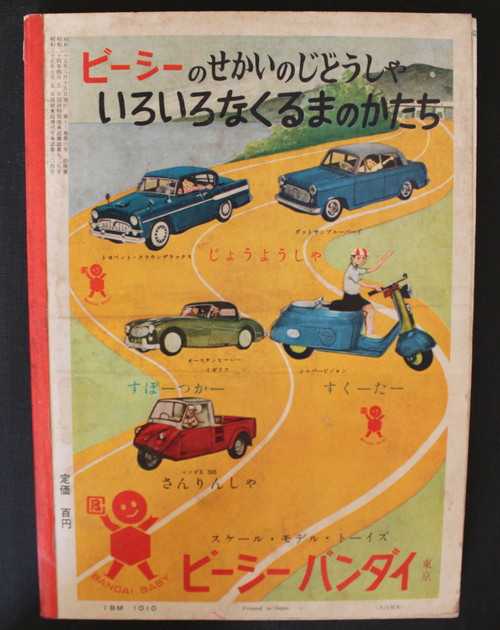 ビーシーのせかいのじどうしゃ
いろいろなくるまのかたち
トヨペット・クラウンデラックス
ダットサンブルーバード
じょうようしゃ
オースチンヒーレー
イギリス
シルバーピジョン
すぽーつかー
すくーたー
マツダK 360
さんりんしゃ
定価 百円
スケール・モデル・トーイズ
ビーシーバンダイ
東京
BANDAI BABY
TBM 1010
Printed in Japan